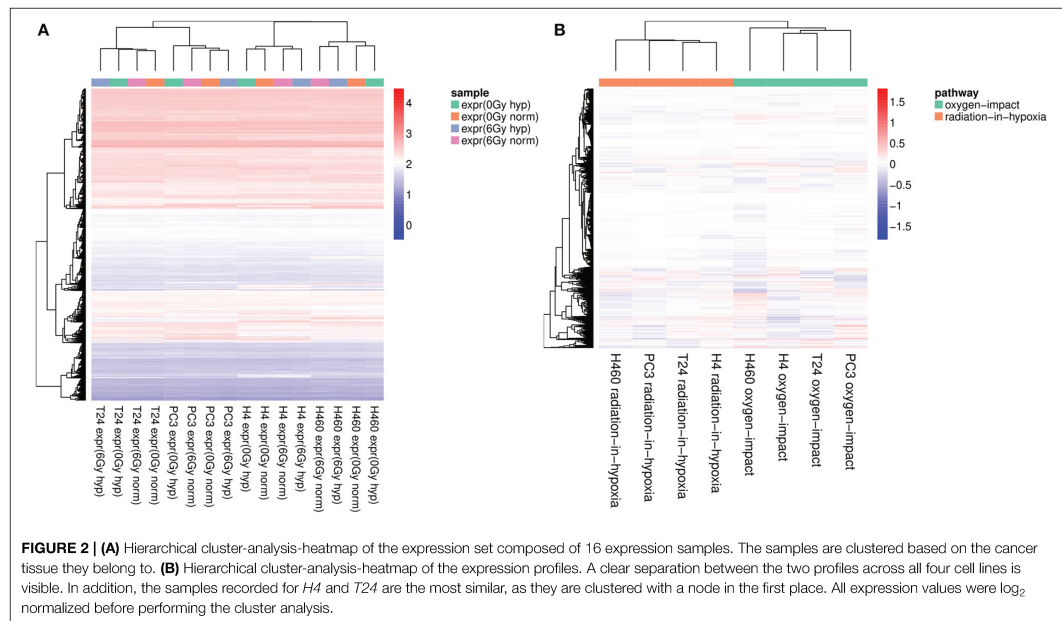 A
sample
expr(0Gy hyp)
expr(0Gy norm)
expr(6Gy hyp)
expr(6Gy norm)
4
3
2
1
0
T24 expr(6Gy hyp)
T24 expr(0Gy hyp)
T24 expr(6Gy norm)
T24 expr(0Gy norm)
PC3 expr(0Gy hyp)
PC3 expr(6Gy norm)
PC3 expr(0Gy norm)
PC3 expr(6Gy hyp)
H4 expr(0Gy hyp)
H4 expr(0Gy norm)
H4 expr(6Gy norm)
H4 expr(6Gy hyp)
H460 expr(6Gy norm)
H460 expr(6Gy hyp)
H460 expr(0Gy norm)
H460 expr(0Gy hyp)
B
pathway
oxygen−impact
radiation−in−hypoxia
1.5
1
0.5
0
−0.5
−1
−1.5
H460 radiation−in−hypoxia
PC3 radiation−in−hypoxia
T24 radiation−in−hypoxia
H4 radiation−in−hypoxia
H460 oxygen−impact
H4 oxygen−impact
T24 oxygen−impact
PC3 oxygen−impact
FIGURE 2 | (A) Hierarchical cluster-analysis-heatmap of the expression set composed of 16 expression samples. The samples are clustered based on the cancer
tissue they belong to. (B) Hierarchical cluster-analysis-heatmap of the expression profiles. A clear separation between the two profiles across all four cell lines is
visible. In addition, the samples recorded for H4 and T24 are the most similar, as they are clustered with a node in the first place. All expression values were log₂
normalized before performing the cluster analysis.